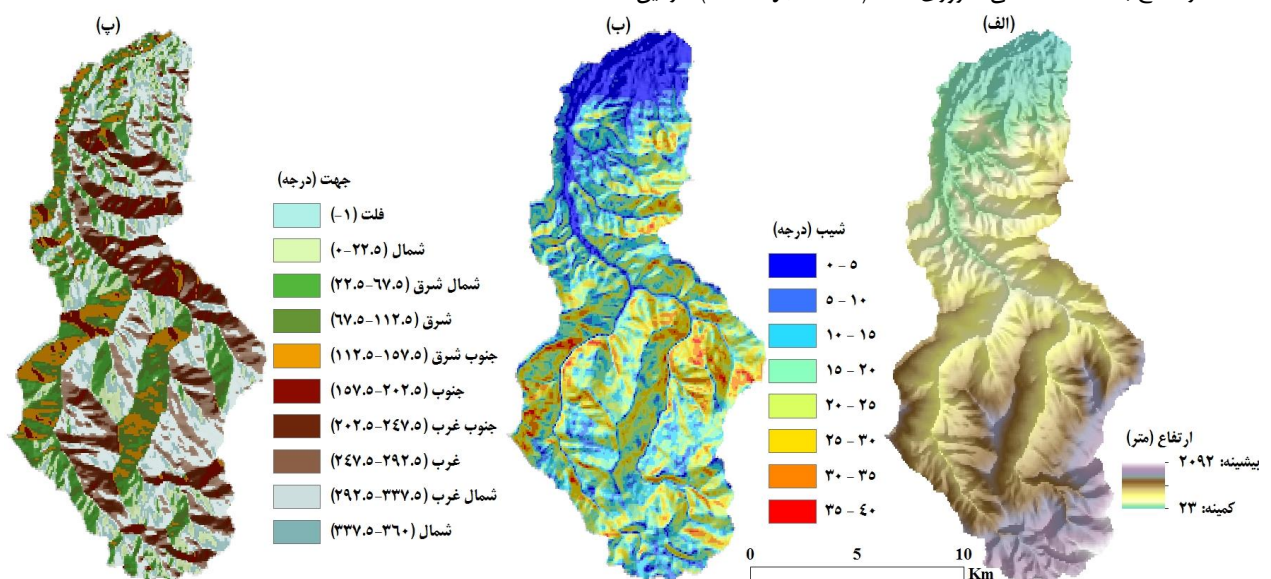 (الف)
(ب)
(پ)
ارتفاع (متر)
بیشینه: ۲۰۹۲
کمینه: ۲۳
شیب (درجه)
۰ - ۵
۵ - ۱۰
۱۰ - ۱۵
۱۵ - ۲۰
۲۰ - ۲۵
۲۵ - ۳۰
۳۰ - ۳۵
۳۵ - ٤۰
جهت (درجه)
فلت (۱-)
شمال (۲۲.۵-۰)
شمال شرق (۶۷.۵-۲۲.۵)
شرق (۱۱۲.۵-۶۷.۵)
جنوب شرق (۱۵۷.۵-۱۱۲.۵)
جنوب (۲۰۲.۵-۱۵۷.۵)
جنوب غرب (۲۴۷.۵-۲۰۲.۵)
غرب (۲۹۲.۵-۲۴۷.۵)
شمال غرب (۳۳۷.۵-۲۹۲.۵)
شمال (۳۶۰-۳۳۷.۵)
0 5 10
Km